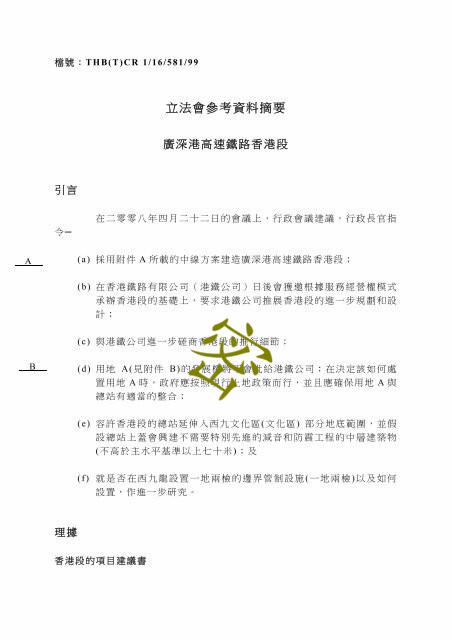 檔號：THB(T)CR 1/16/581/99
立法會參考資料摘要
廣深港高速鐵路香港段
引言
在二零零八年四月二十二日的會議上，行政會議建議，行政長官指
令─
A
(a) 採用附件 A 所載的中線方案建造廣深港高速鐵路香港段；
(b) 在香港鐵路有限公司（港鐵公司）日後會獲邀根據服務經營權模式
承辦香港段的基礎上，要求港鐵公司推展香港段的進一步規劃和設
計；
(c) 與港鐵公司進一步磋商香港段的推行細節；
B
(d) 用地 A(見附件 B)的發展權將不會批給港鐵公司；在決定該如何處
置用地 A 時，政府應按照現行土地政策而行，並且應確保用地 A 與
總站有適當的整合；
(e) 容許香港段的總站延伸入西九文化區(文化區) 部分地底範圍，並假
設總站上蓋會興建不需要特別先進的減音和防震工程的中層建築物
(不高於主水平基準以上七十米)；及
(f) 就是否在西九龍設置一地兩檢的邊界管制設施(一地兩檢)以及如何
設置，作進一步研究。
理據
香港段的項目建議書